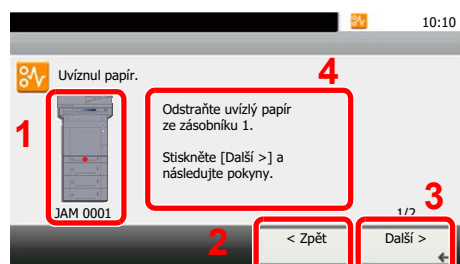 10:10
Uvíznul papír.
4
1
Odstraňte uvízlý papír
ze zásobníku 1.
Stiskněte [Další >] a
následujte pokyny.
JAM 0001
1/2
3
2
< Zpět
Další >